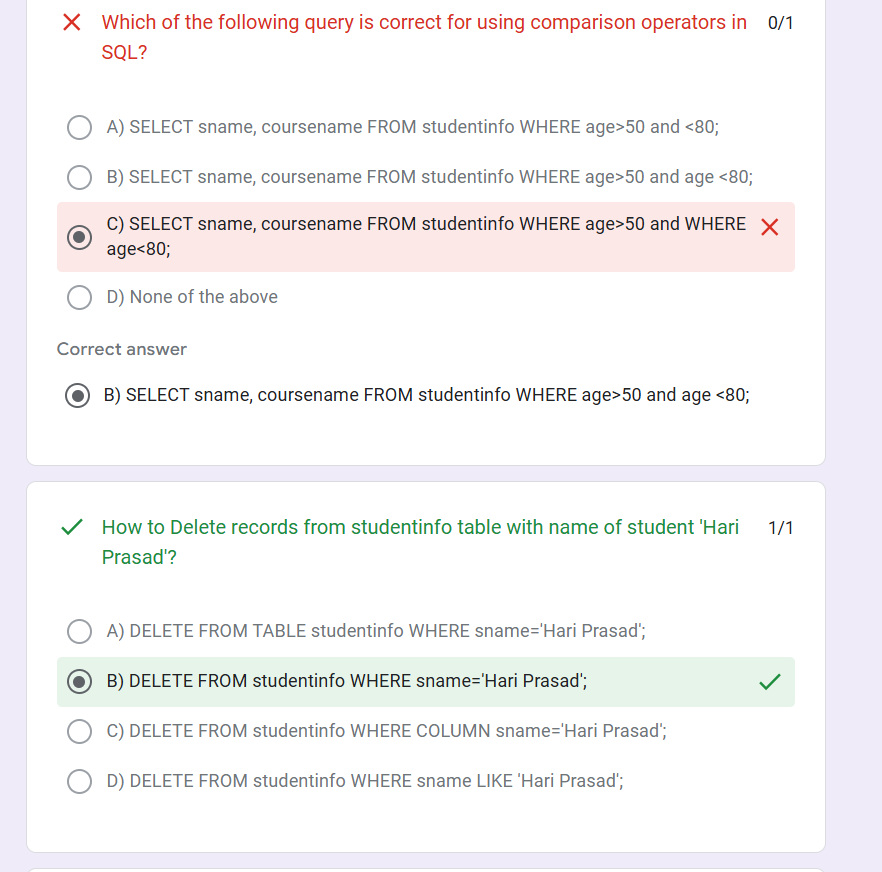 Which of the following query is correct for using comparison operators in 0/1
SQL?
A) SELECT sname, coursename FROM studentinfo WHERE age>50 and <80;
B) SELECT sname, coursename FROM studentinfo WHERE age>50 and age <80;
C) SELECT sname, coursename FROM studentinfo WHERE age>50 and WHERE
age<80;
D) None of the above
Correct answer
B) SELECT sname, coursename FROM studentinfo WHERE age>50 and age <80;
How to Delete records from studentinfo table with name of student 'Hari 1/1
Prasad'?
A) DELETE FROM TABLE studentinfo WHERE sname='Hari Prasad';
B) DELETE FROM studentinfo WHERE sname='Hari Prasad';
C) DELETE FROM studentinfo WHERE COLUMN sname='Hari Prasad';
D) DELETE FROM studentinfo WHERE sname LIKE 'Hari Prasad';